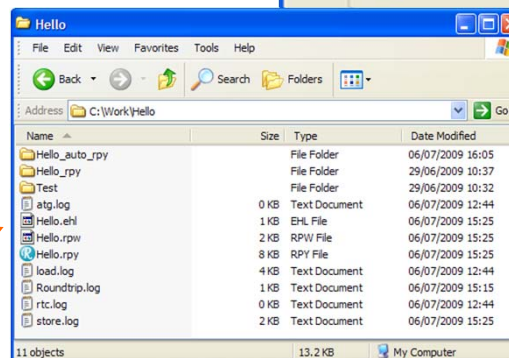 Hello
File Edit View Favorites Tools Help
Back Search Folders
Address C:\Work\Hello Go
Name Size Type Date Modified
Hello_auto_rpy File Folder 06/07/2009 16:05
Hello_rpy File Folder 29/06/2009 10:37
Test File Folder 29/06/2009 10:32
atg.log 0 KB Text Document 06/07/2009 12:44
Hello.ehl 1 KB EHL File 06/07/2009 15:25
Hello.rpw 2 KB RPW File 06/07/2009 15:25
Hello.rpy 8 KB RPY File 06/07/2009 15:25
load.log 4 KB Text Document 06/07/2009 12:44
Roundtrip.log 1 KB Text Document 06/07/2009 15:15
rtc.log 0 KB Text Document 06/07/2009 12:44
store.log 2 KB Text Document 06/07/2009 15:25
11 objects 13.2 KB My Computer